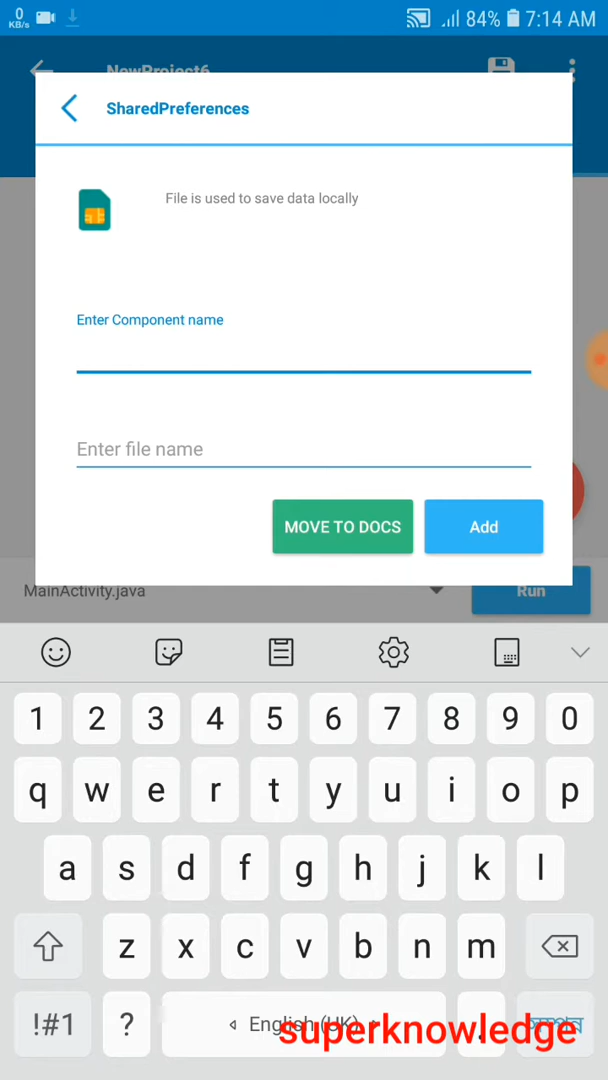 0
KB/s
84% 7:14 AM
NewProject6
SharedPreferences
File is used to save data locally
Enter Component name
Enter file name
MOVE TO DOCS
Add
MainActivity.java
Run
1 2 3 4 5 6 7 8 9 0
q w e r t y u i o p
a s d f g h j k l
z x c v b n m
!#1 ? English (UK) .
superknowledge